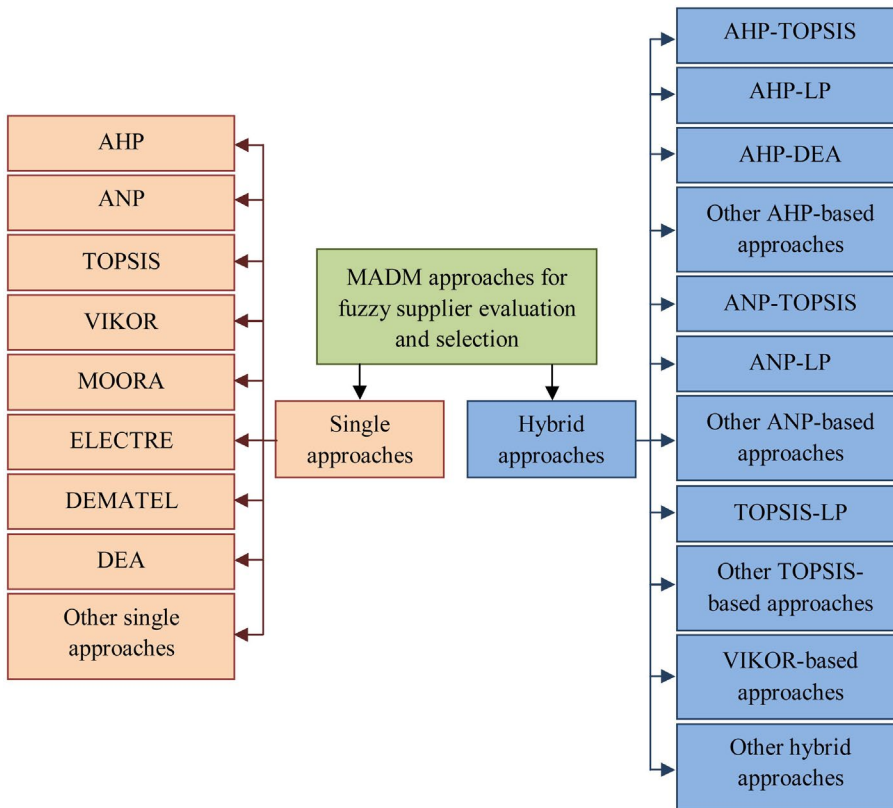 MADM approaches for
fuzzy supplier evaluation
and selection
Single
approaches
Hybrid
approaches
AHP
ANP
TOPSIS
VIKOR
MOORA
ELECTRE
DEMATEL
DEA
Other single
approaches
AHP-TOPSIS
AHP-LP
AHP-DEA
Other AHP-based
approaches
ANP-TOPSIS
ANP-LP
Other ANP-based
approaches
TOPSIS-LP
Other TOPSIS-
based approaches
VIKOR-based
approaches
Other hybrid
approaches